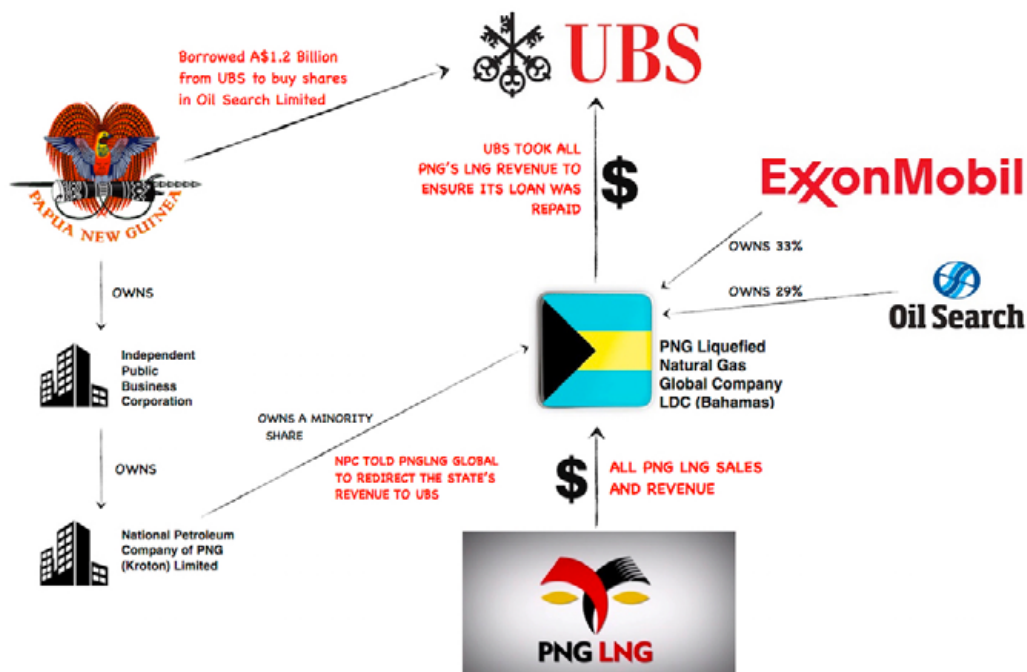 Borrowed A$1.2 Billion
from UBS to buy shares
in Oil Search Limited
UBS
PAPUA NEW GUINEA
UBS TOOK ALL
PNG'S LNG REVENUE TO
ENSURE ITS LOAN WAS
REPAID
$
ExxonMobil
OWNS 33%
OWNS 29%
Oil Search
OWNS
Independent
Public
Business
Corporation
PNG Liquefied
Natural Gas
Global Company
LDC (Bahamas)
OWNS A MINORITY
SHARE
OWNS
NPC TOLD PNGLNG GLOBAL
TO REDIRECT THE STATE'S
REVENUE TO UBS
$
ALL PNG LNG SALES
AND REVENUE
National Petroleum
Company of PNG
(Kroton) Limited
PNG LNG